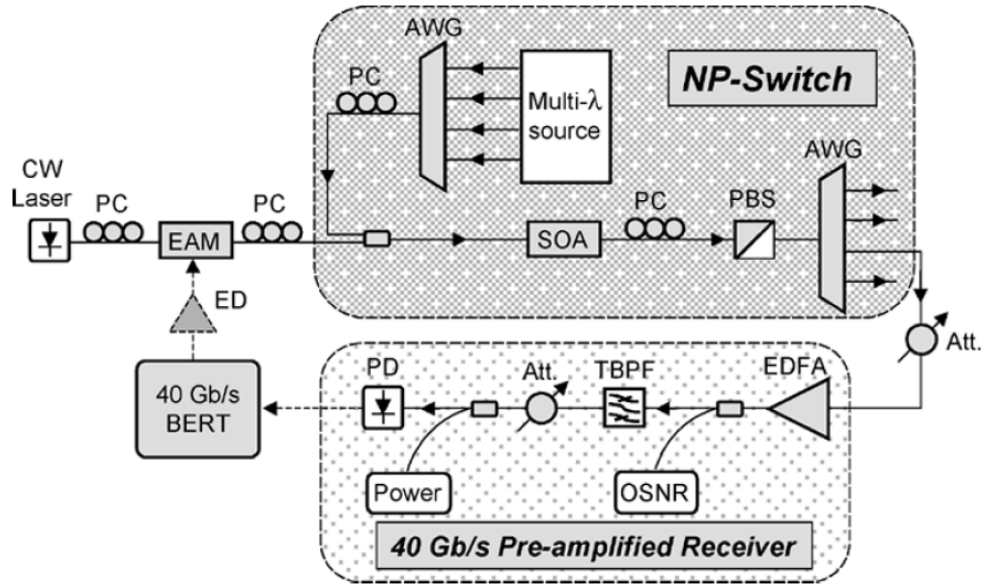 AWG
PC
Multi-λ
source
NP-Switch
AWG
CW
Laser
PC
PC
EAM
SOA
PC
PBS
ED
Att.
40 Gb/s
BERT
PD
Att.
TBPF
EDFA
Power
OSNR
40 Gb/s Pre-amplified Receiver